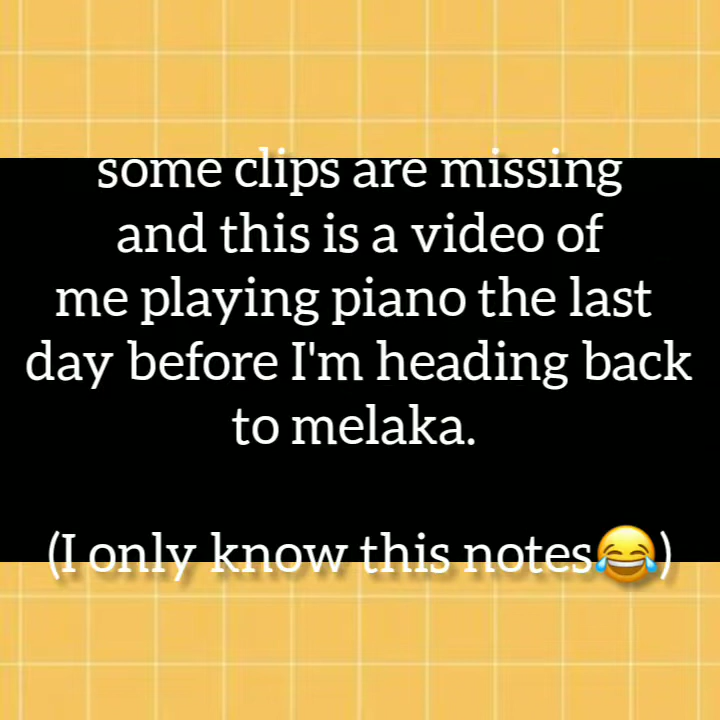 some clips are missing
and this is a video of
me playing piano the last
day before I'm heading back
to melaka.
(I only know this notes😂)